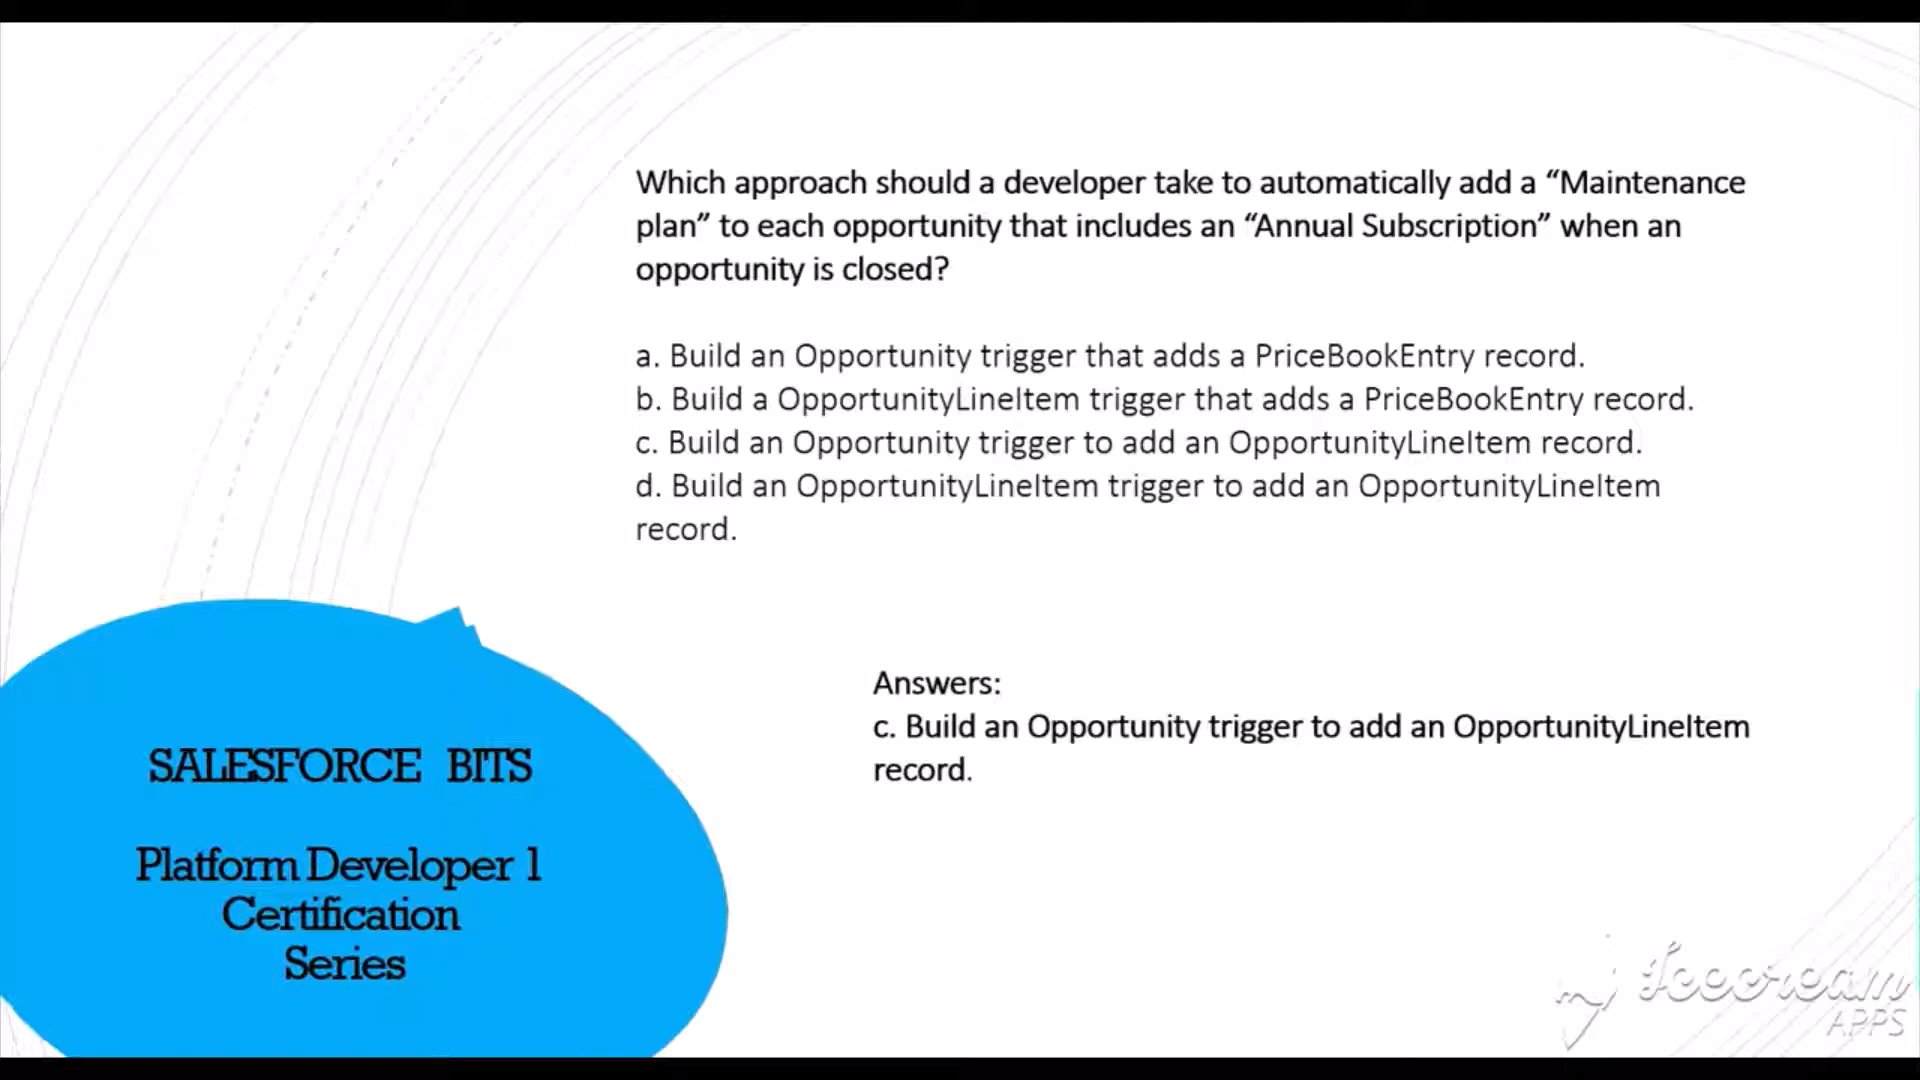 Which approach should a developer take to automatically add a “Maintenance
plan” to each opportunity that includes an “Annual Subscription” when an
opportunity is closed?
a. Build an Opportunity trigger that adds a PriceBookEntry record.
b. Build a OpportunityLineItem trigger that adds a PriceBookEntry record.
c. Build an Opportunity trigger to add an OpportunityLineItem record.
d. Build an OpportunityLineItem trigger to add an OpportunityLineItem
record.
Answers:
c. Build an Opportunity trigger to add an OpportunityLineItem
record.
SALESFORCE BITS
Platform Developer 1
Certification
Series
Icecream
APPS